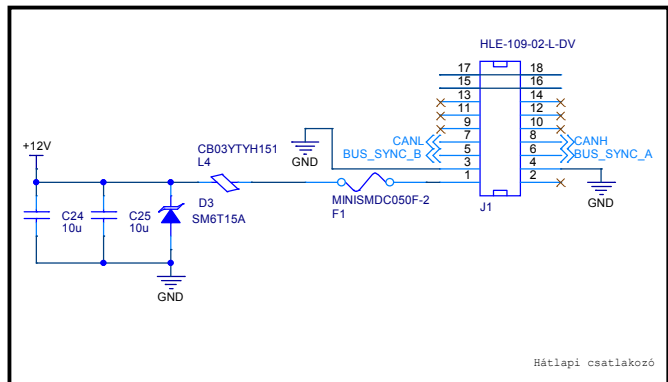 HLE-109-02-L-DV
17 18
15 16
13 14
11 12
9 10
CANL 7 8 CANH
BUS_SYNC_B 5 6 BUS_SYNC_A
3 4
1 2
J1
GND
GND
CB03YTYH151
L4
MINISMDC050F-2
F1
+12V
C24
10u
C25
10u
D3
SM6T15A
GND
Hátlapi csatlakozó